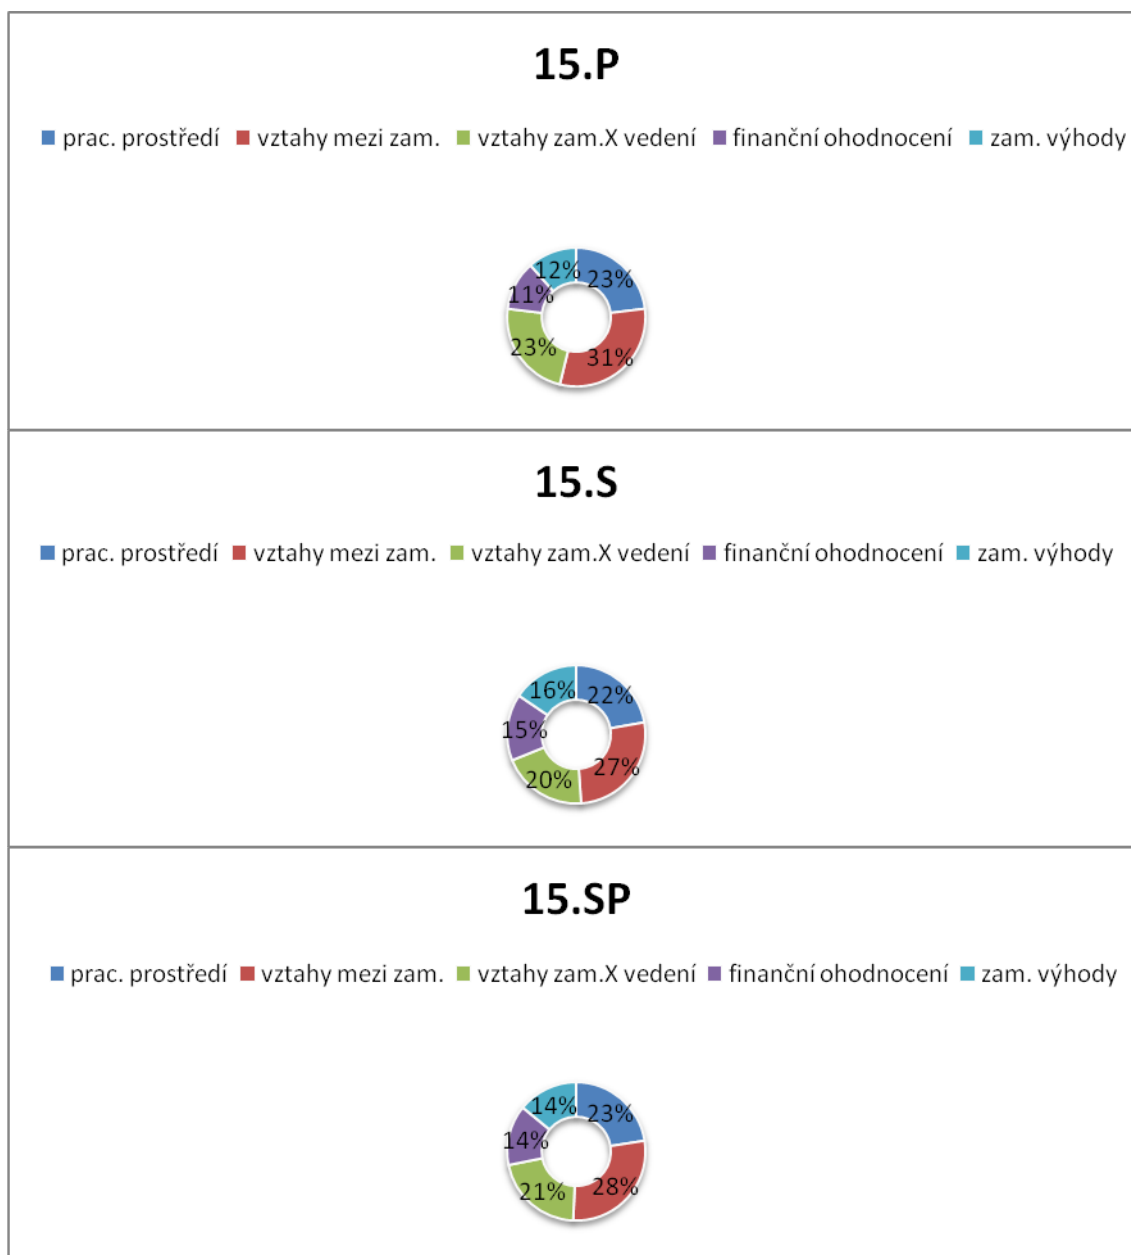 15.P
prac. prostředí vztahy mezi zam. vztahy zam.X vedení finanční ohodnocení zam. výhody
12% 23%
11%
23% 31%
15.S
prac. prostředí vztahy mezi zam. vztahy zam.X vedení finanční ohodnocení zam. výhody
16% 22%
15%
20% 27%
15.SP
prac. prostředí vztahy mezi zam. vztahy zam.X vedení finanční ohodnocení zam. výhody
14% 23%
14%
21% 28%